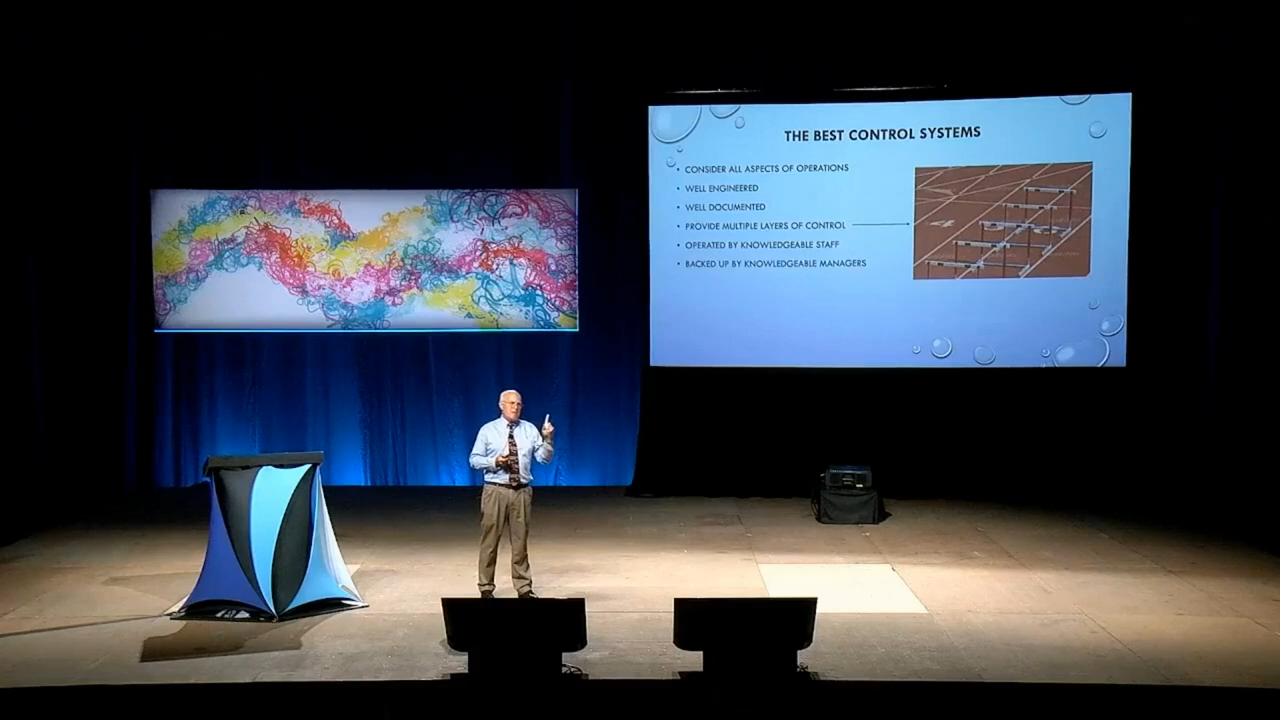 THE BEST CONTROL SYSTEMS
• CONSIDER ALL ASPECTS OF OPERATIONS
• WELL ENGINEERED
• WELL DOCUMENTED
• PROVIDE MULTIPLE LAYERS OF CONTROL
• OPERATED BY KNOWLEDGEABLE STAFF
• BACKED UP BY KNOWLEDGEABLE MANAGERS
4